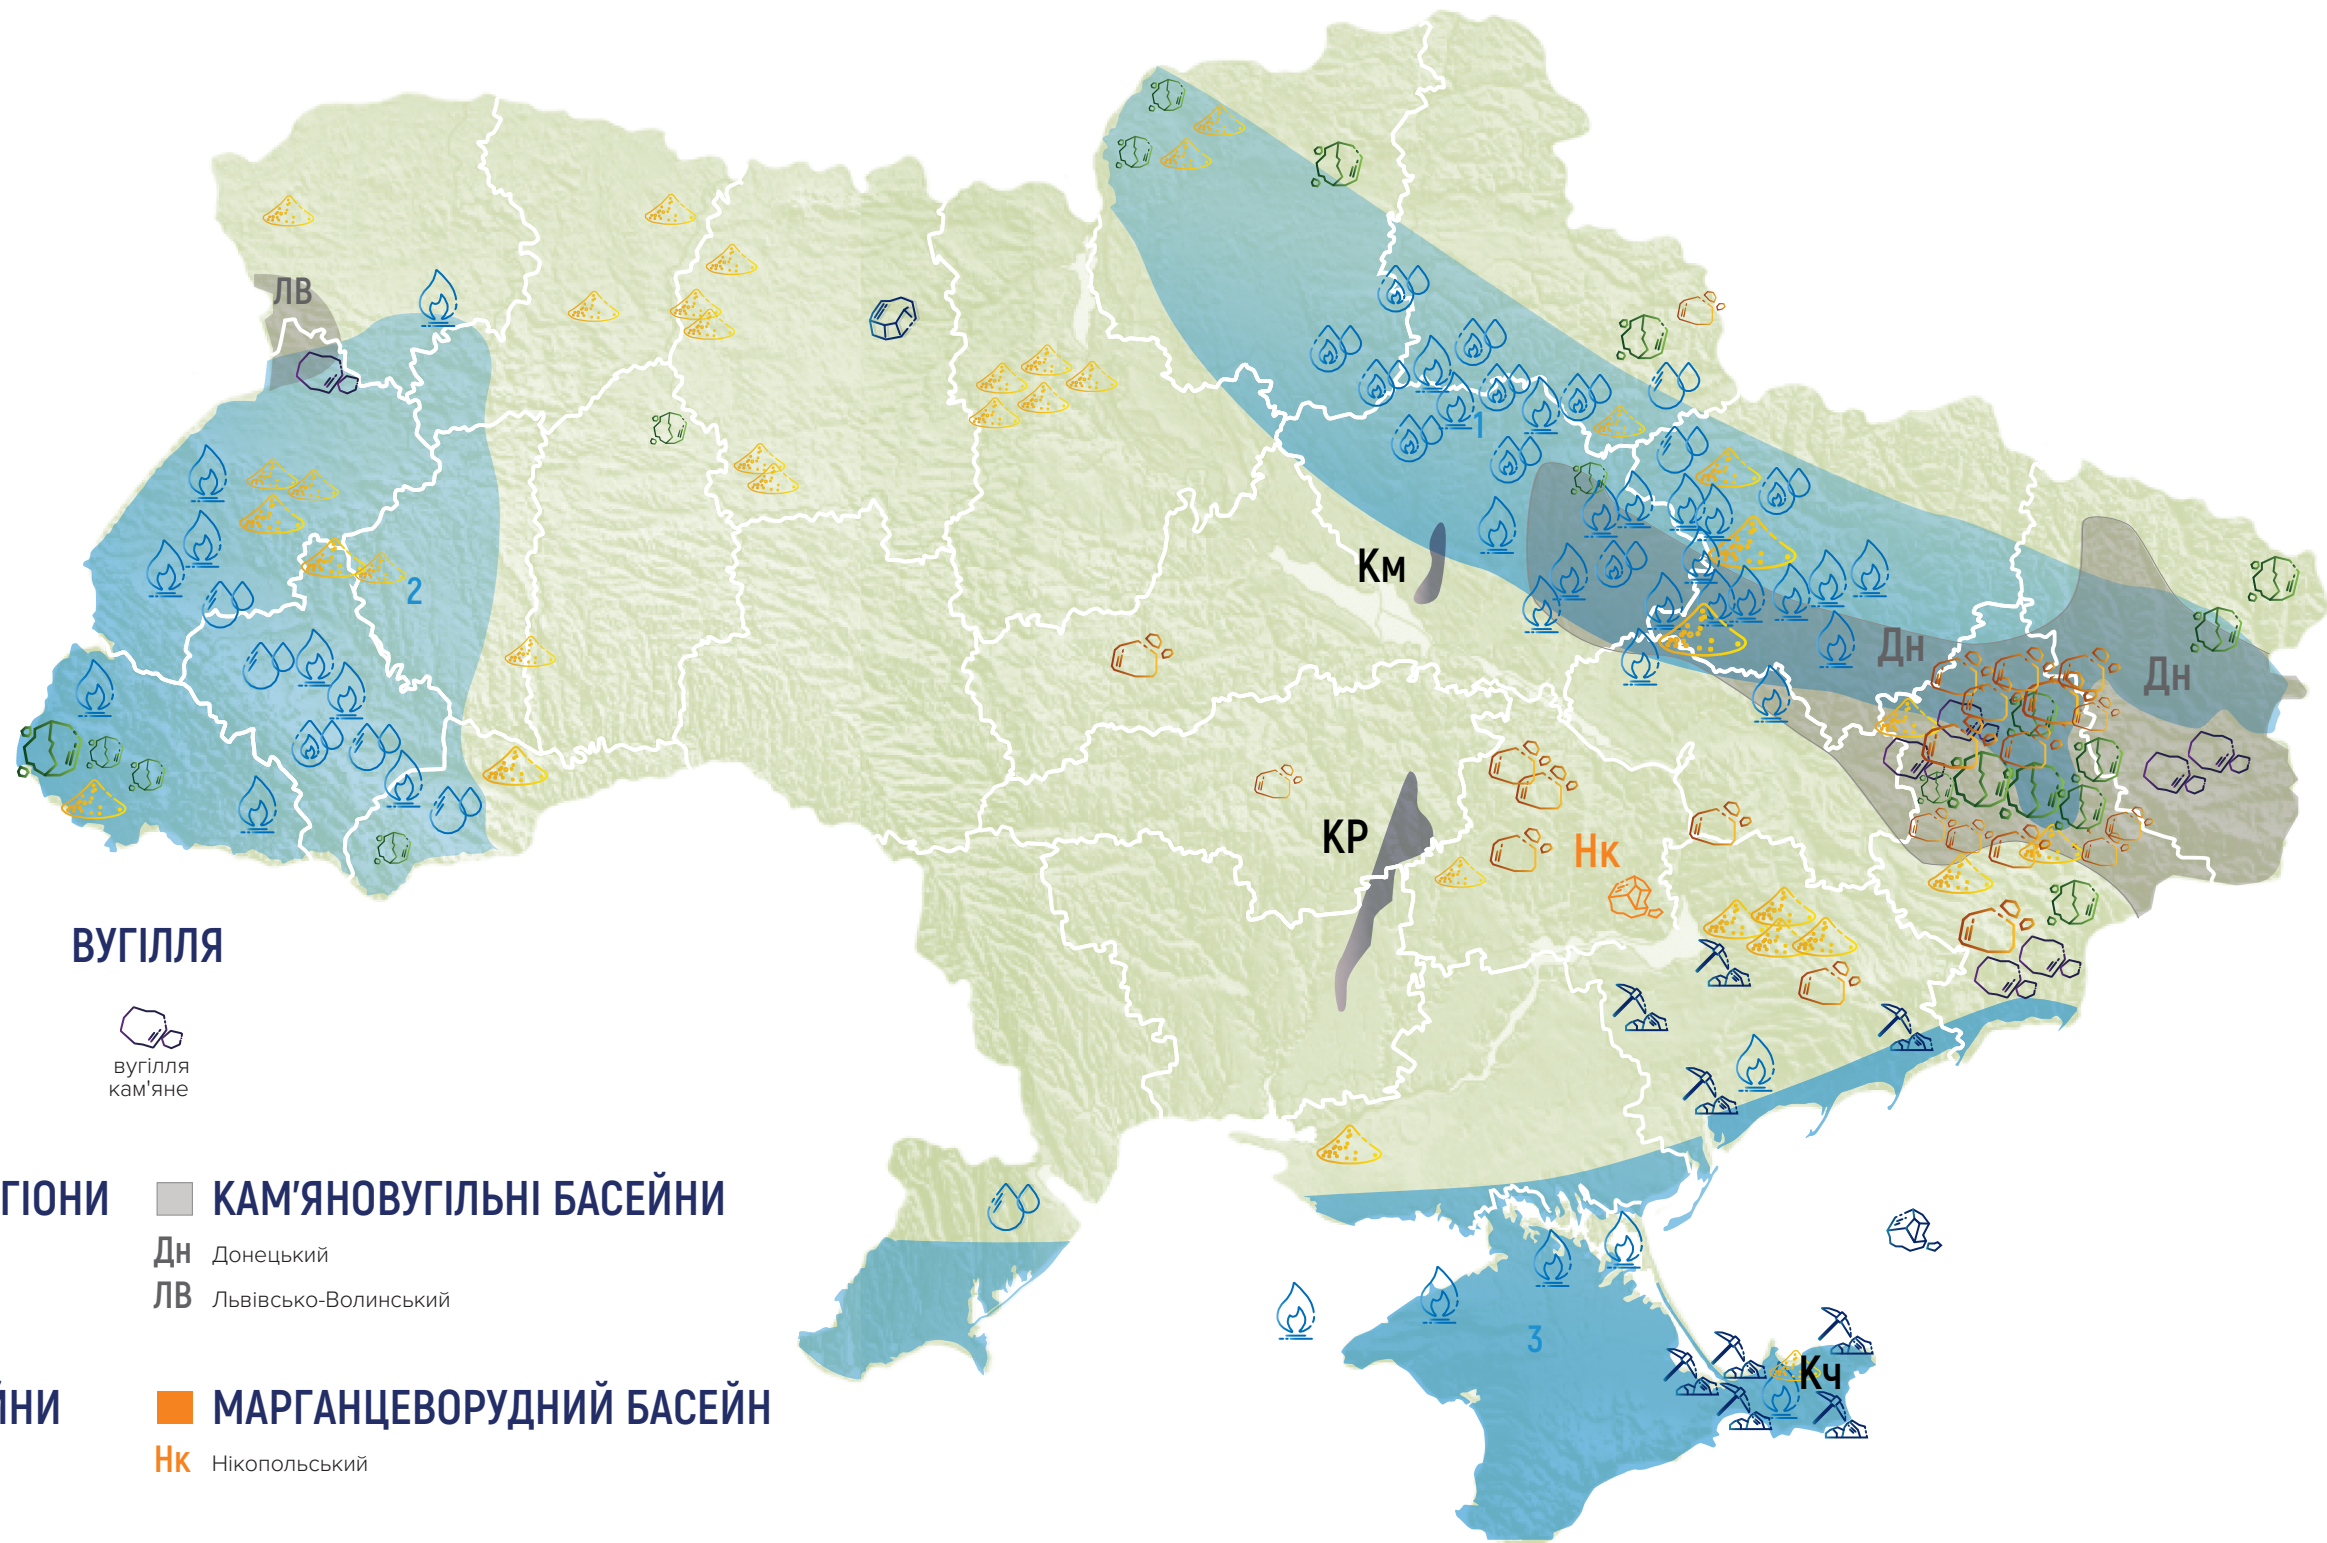 ЛВ
1
Км
2
Дн
Дн
КР
Нк
ВУГІЛЛЯ
вугілля
кам'яне
ГІОНИ
КАМ'ЯНОВУГІЛЬНІ БАСЕЙНИ
Дн Донецький
ЛВ Львівсько-Волинський
3
Кч
ЙНИ
МАРГАНЦЕВОРУДНИЙ БАСЕЙН
Нк Нікопольський